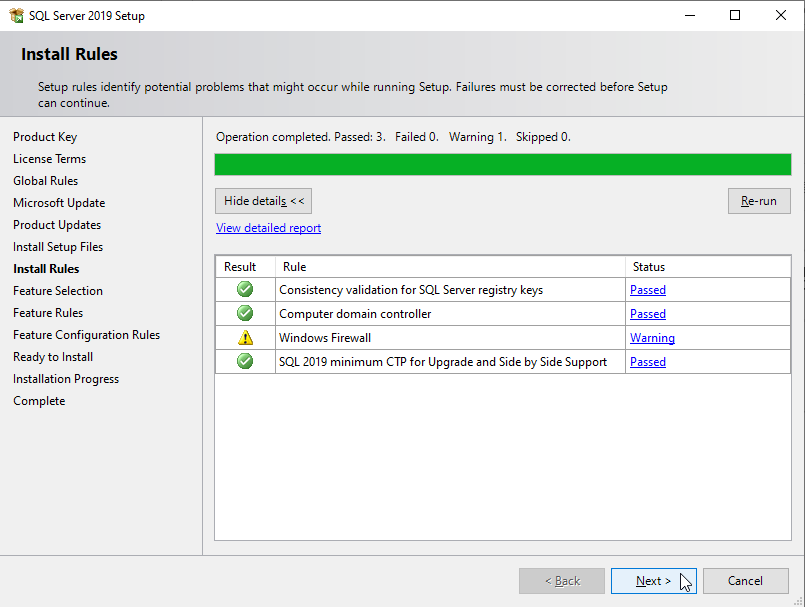 SQL Server 2019 Setup
Install Rules
Setup rules identify potential problems that might occur while running Setup. Failures must be corrected before Setup
can continue.
Product Key
License Terms
Global Rules
Microsoft Update
Product Updates
Install Setup Files
Install Rules
Feature Selection
Feature Rules
Feature Configuration Rules
Ready to Install
Installation Progress
Complete
Operation completed. Passed: 3. Failed 0. Warning 1. Skipped 0.
Hide details << Re-run
View detailed report
Result Rule Status
Consistency validation for SQL Server registry keys Passed
Computer domain controller Passed
Windows Firewall Warning
SQL 2019 minimum CTP for Upgrade and Side by Side Support Passed
< Back Next > Cancel